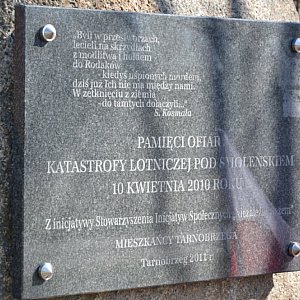 „Byli w przestworzach,
lecieli na skrzydłach
z modlitwą i hołdem
do Rodaków
- kiedyś uśpionych mordem,
dziś już Ich nie ma między nami.
W zetknięciu z ziemią
- do tamtych dołączyli..."
S. Kosmala
PAMIĘCI OFIAR
KATASTROFY LOTNICZEJ POD SMOLEŃSKIEM
10 KWIETNIA 2010 ROKU
Z inicjatywy Stowarzyszenia Inicjatyw Społecznych
MIESZKAŃCY TARNOBRZEGA
Tarnobrzeg 2011 r.